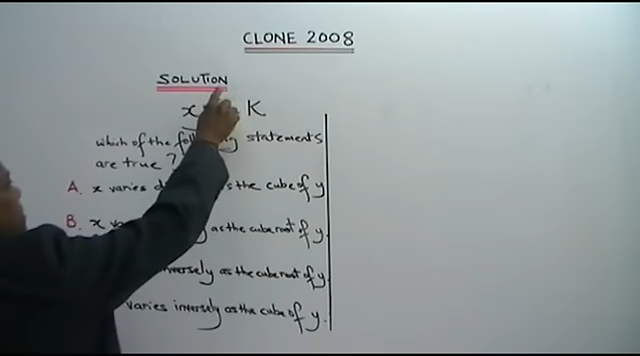 CLONE 2008
SOLUTION
x K
which of the statements
are true?
A. x varies the cube of y
B. x as the cube root of y.
inversely as the cube root of y.
varies inversely as the cube of y.